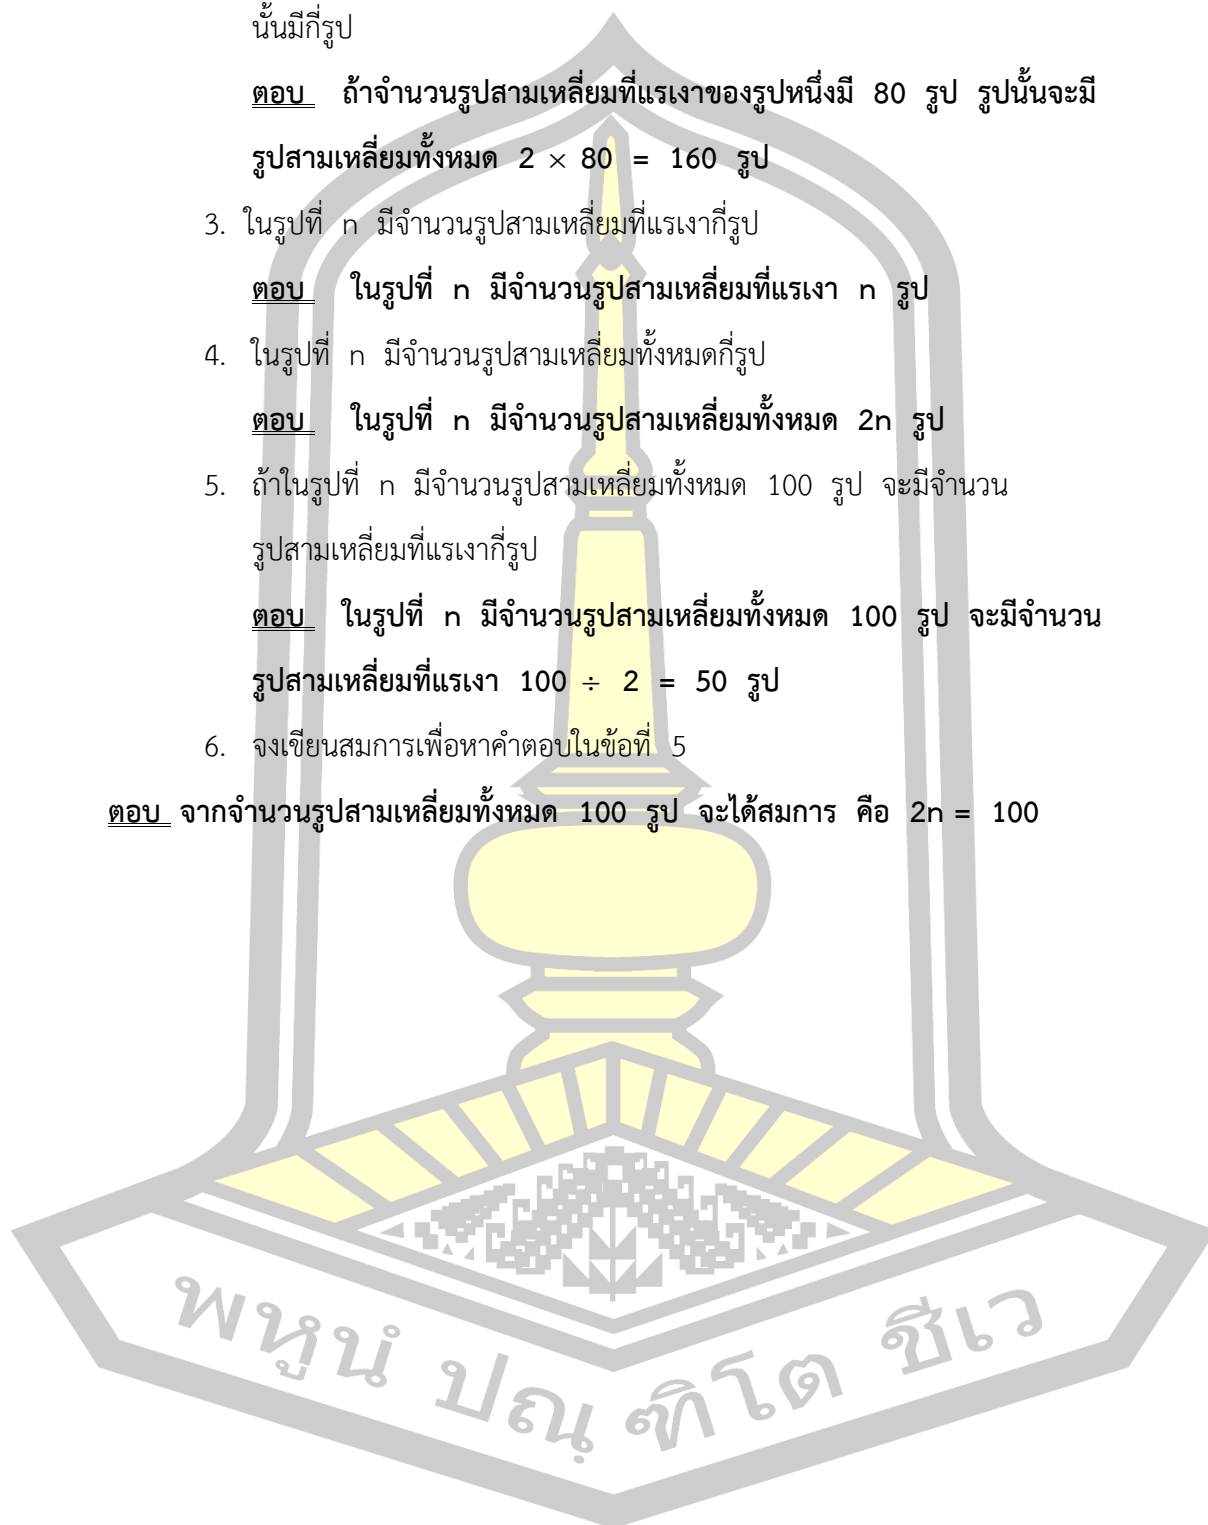 นั้นมีกี่รูป
ตอบ ถ้าจำนวนรูปสามเหลี่ยมที่แรเงาของรูปหนึ่งมี 80 รูป รูปนั้นจะมี
รูปสามเหลี่ยมทั้งหมด 2 × 80 = 160 รูป
3. ในรูปที่ n มีจำนวนรูปสามเหลี่ยมที่แรเงากี่รูป
ตอบ ในรูปที่ n มีจำนวนรูปสามเหลี่ยมที่แรเงา n รูป
4. ในรูปที่ n มีจำนวนรูปสามเหลี่ยมทั้งหมดกี่รูป
ตอบ ในรูปที่ n มีจำนวนรูปสามเหลี่ยมทั้งหมด 2n รูป
5. ถ้าในรูปที่ n มีจำนวนรูปสามเหลี่ยมทั้งหมด 100 รูป จะมีจำนวน
รูปสามเหลี่ยมที่แรเงากี่รูป
ตอบ ในรูปที่ n มีจำนวนรูปสามเหลี่ยมทั้งหมด 100 รูป จะมีจำนวน
รูปสามเหลี่ยมที่แรเงา 100 ÷ 2 = 50 รูป
6. จงเขียนสมการเพื่อหาคำตอบในข้อที่ 5
ตอบ จากจำนวนรูปสามเหลี่ยมทั้งหมด 100 รูป จะได้สมการ คือ 2n = 100
พหูนํ ปณฺ ฑิโต ชีเว